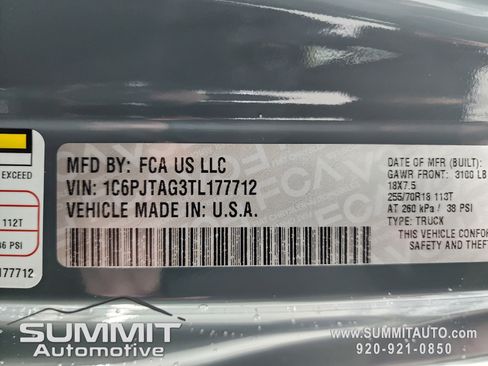 EXCEED
112T
36 PSI
177712
MFD BY: FCA US LLC
VIN: 1C6PJTAG3TL177712
VEHICLE MADE IN: U.S.A.
DATE OF MFR (BUILT):
GAWR FRONT: 3100 LB
18X7.5
255/70R18 113T
AT 260 kPa / 38 PSI
TYPE: TRUCK
THIS VEHICLE CONFOR
SAFETY AND THEF
SUMMIT
Automotive
WWW.SUMMITAUTO.COM
920-921-0850